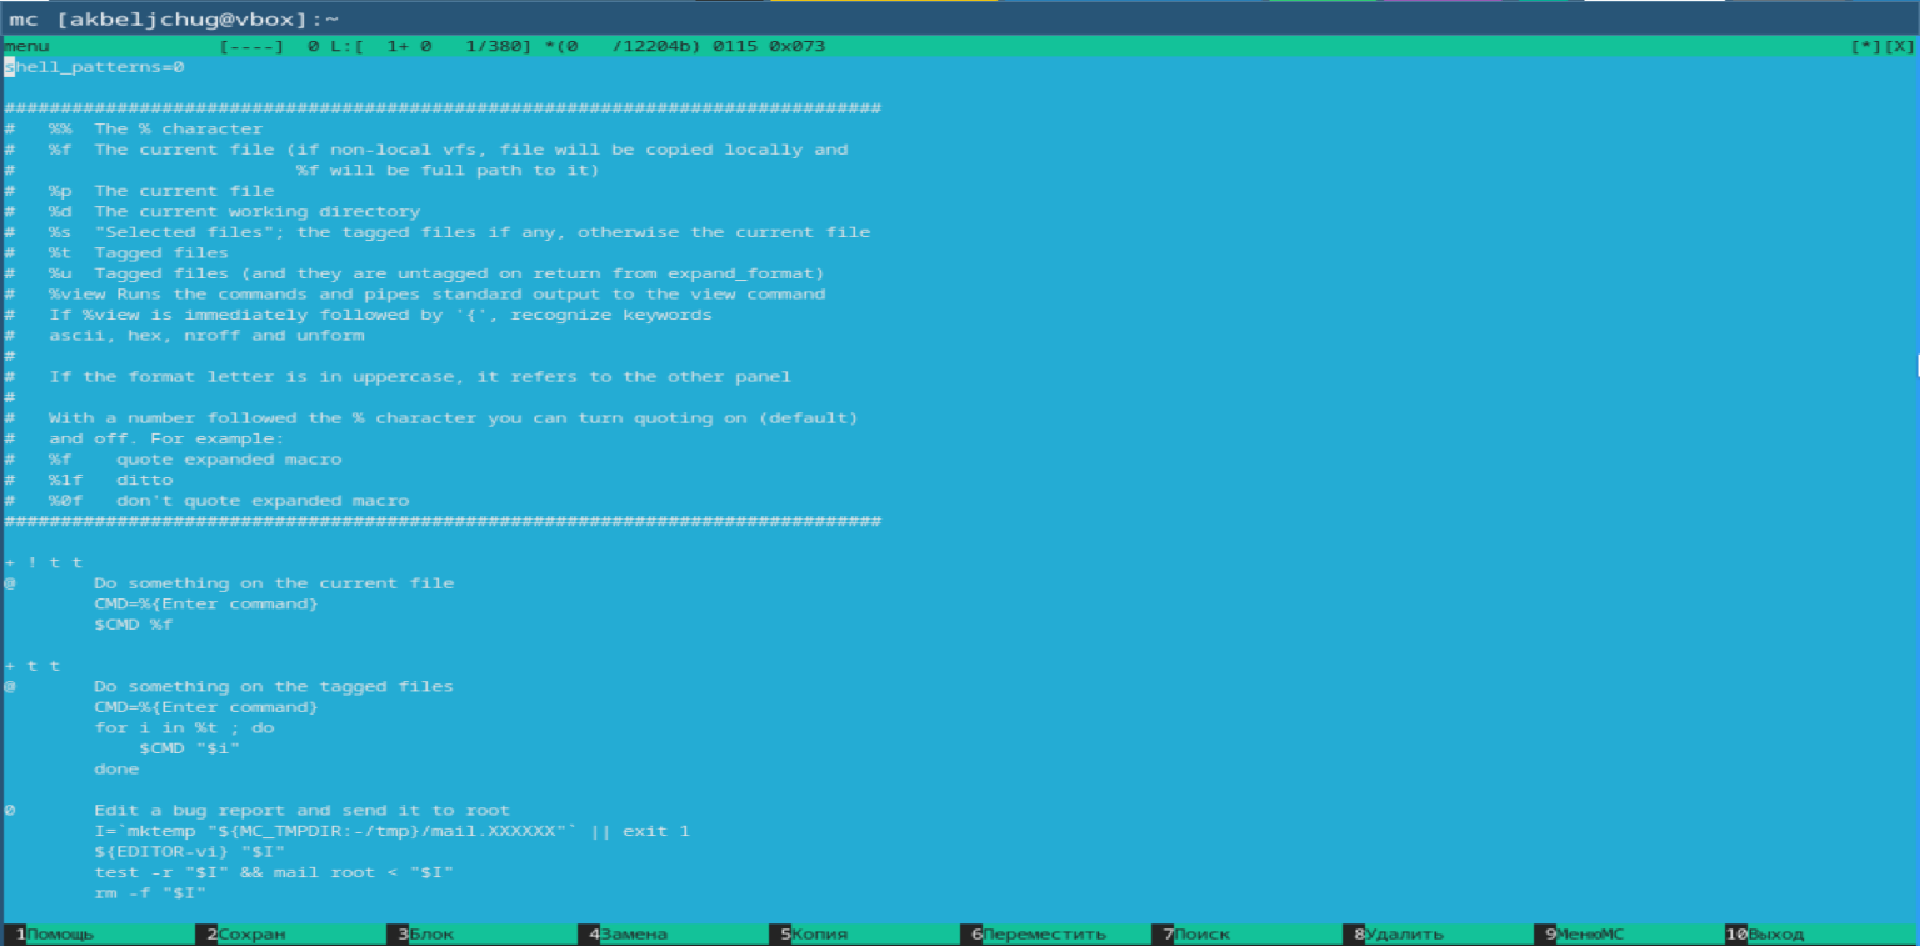 mc [akbeljchug@vbox]:~
menu [----] 0 L:[ 1+ 0 1/380] *(0 /12204b) 0115 0x073 [*][X]
shell_patterns=0
##############################################################################
# %% The % character
# %f The current file (if non-local vfs, file will be copied locally and
# %f will be full path to it)
# %p The current file
# %d The current working directory
# %s "Selected files"; the tagged files if any, otherwise the current file
# %t Tagged files
# %u Tagged files (and they are untagged on return from expand_format)
# %view Runs the commands and pipes standard output to the view command
# If %view is immediately followed by '{', recognize keywords
# ascii, hex, nroff and unform
#
# If the format letter is in uppercase, it refers to the other panel
#
# With a number followed the % character you can turn quoting on (default)
# and off. For example:
# %f quote expanded macro
# %1f ditto
# %0f don't quote expanded macro
##############################################################################
+ ! t t
@ Do something on the current file
CMD=%{Enter command}
$CMD %f
+ t t
@ Do something on the tagged files
CMD=%{Enter command}
for i in %t ; do
$CMD "$i"
done
0 Edit a bug report and send it to root
I=`mktemp "${MC_TMPDIR:-/tmp}/mail.XXXXXX"` || exit 1
${EDITOR-vi} "$I"
test -r "$I" && mail root < "$I"
rm -f "$I"
1Помощь 2Сохран 3Блок 4Замена 5Копия 6Переместить 7Поиск 8Удалить 9МенюMC 10Выход